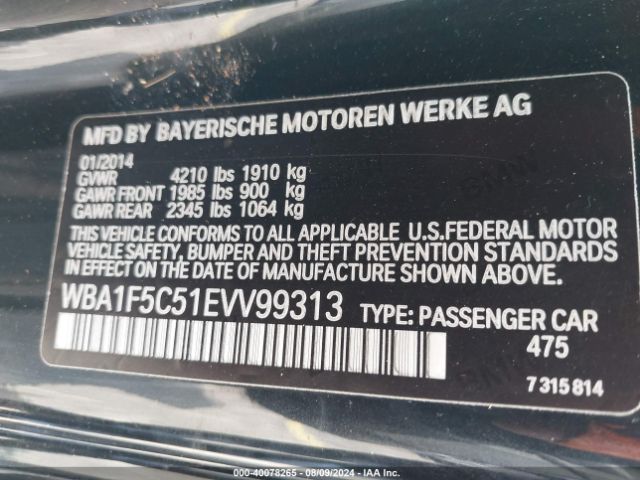 MFD BY BAYERISCHE MOTOREN WERKE AG
01/2014
GVWR 4210 lbs 1910 kg
GAWR FRONT 1985 lbs 900 kg
GAWR REAR 2345 lbs 1064 kg
THIS VEHICLE CONFORMS TO ALL APPLICABLE U.S.FEDERAL MOTOR
VEHICLE SAFETY, BUMPER AND THEFT PREVENTION STANDARDS
IN EFFECT ON THE DATE OF MANUFACTURE SHOWN ABOVE.
WBA1F5C51EVV99313 TYPE: PASSENGER CAR
475
7 315 814
000-40078265 - 08/09/2024 - IAA Inc.